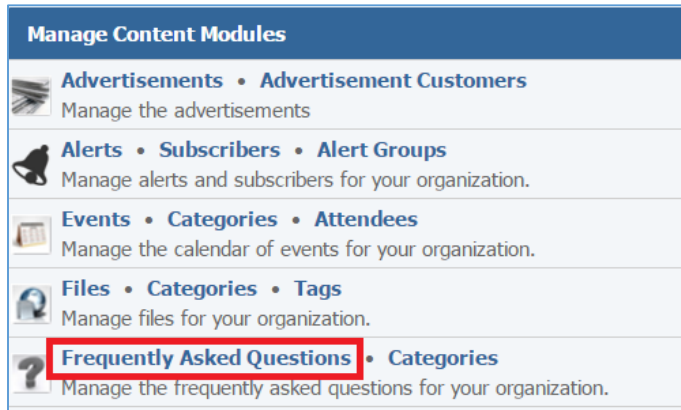 Manage Content Modules
Advertisements • Advertisement Customers
Manage the advertisements
Alerts • Subscribers • Alert Groups
Manage alerts and subscribers for your organization.
Events • Categories • Attendees
Manage the calendar of events for your organization.
Files • Categories • Tags
Manage files for your organization.
Frequently Asked Questions • Categories
Manage the frequently asked questions for your organization.